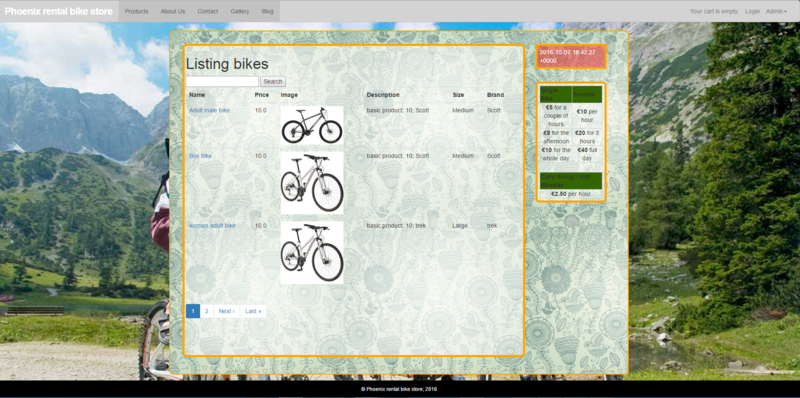 Phoenix rental bike store
Products
About Us
Contact
Gallery
Blog
Your cart is empty
Login
Admin
Listing bikes
Search
Name Price Image Description Size Brand
Adult male bike 10.0 basic product: 10; Scott Medium Scott
Boy bike 10.0 basic product: 10; Scott Medium Scott
women adult bike 10.0 basic product: 10; trek Large trek
1 2 Next › Last »
2016-10-07 18:42:27
+0000
€5 for a
couple of
hours.
€8 for the
afternoon
€10 for the
whole day
€10 per
hour
€20 for 3
hours
€40 full
day
€2.50 per hour
© Phoenix rental bike store; 2016